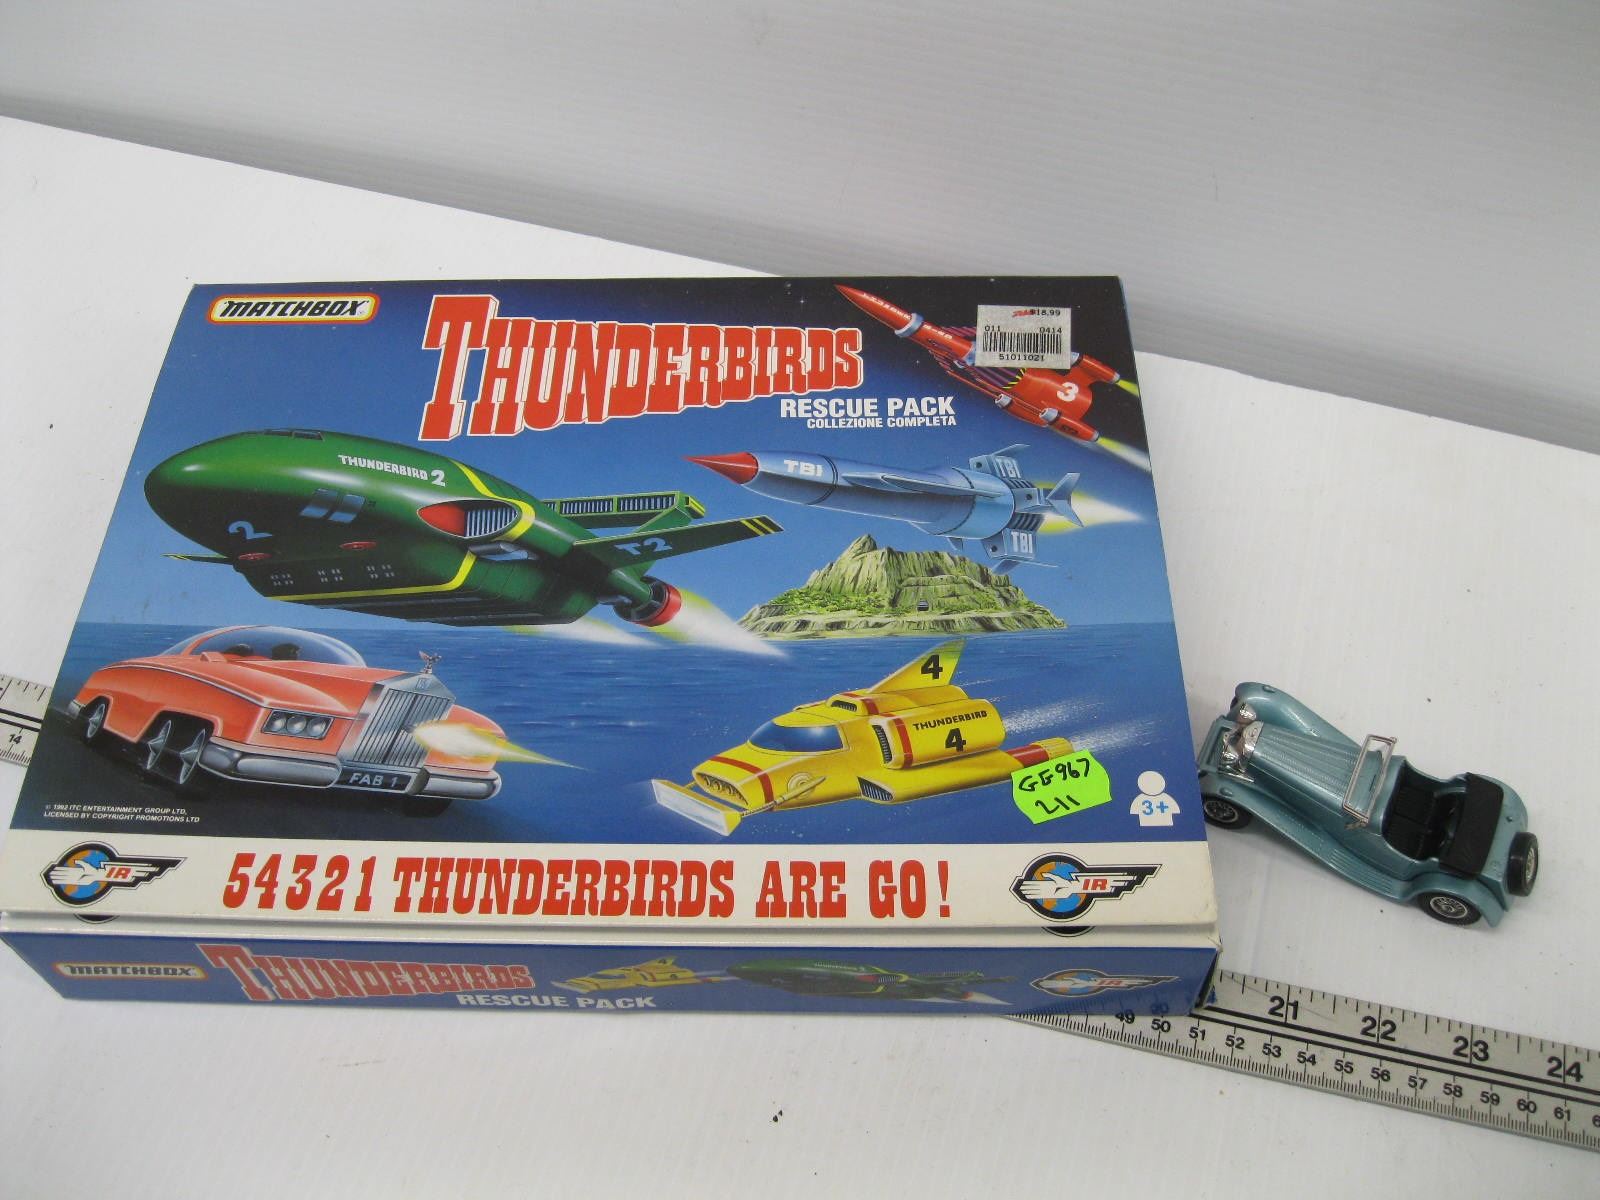 MATCHBOX
THUNDERBIRDS
RESCUE PACK
COLLEZIONE COMPLETA
$18.99
011 0414
51011021
3
THUNDERBIRD 2
2
T2
TB1
TB1
TB1
4
THUNDERBIRD
4
FAB 1
GE967
211
3+
© 1992 ITC ENTERTAINMENT GROUP LTD.
LICENSED BY COPYRIGHT PROMOTIONS LTD
IR
54321 THUNDERBIRDS ARE GO!
IR
MATCHBOX
THUNDERBIRDS
RESCUE PACK
4
4
IR
14
21 22 23 24
49 50 51 52 53 54 55 56 57 58 59 60 61